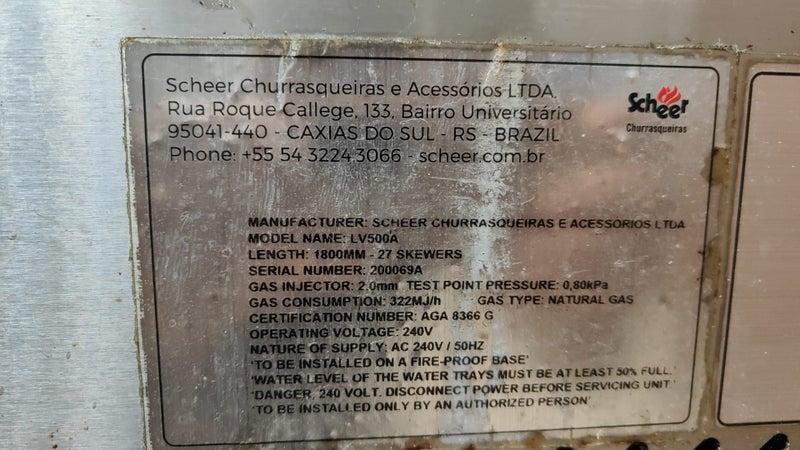 Scheer Churrasqueiras e Acessórios LTDA.
Rua Roque Callege, 133, Bairro Universitário
95041-440 - CAXIAS DO SUL - RS - BRAZIL
Phone: +55 54 3224 3066 - scheer.com.br
Scheer
Churrasqueiras
MANUFACTURER: SCHEER CHURRASQUEIRAS E ACESSÓRIOS LTDA
MODEL NAME: LV500A
LENGTH: 1800MM - 27 SKEWERS
SERIAL NUMBER: 200069A
GAS INJECTOR: 2.0mm TEST POINT PRESSURE: 0,80kPa
GAS CONSUMPTION: 322MJ/h GAS TYPE: NATURAL GAS
CERTIFICATION NUMBER: AGA 8366 G
OPERATING VOLTAGE: 240V
NATURE OF SUPPLY: AC 240V / 50HZ
'TO BE INSTALLED ON A FIRE-PROOF BASE'
'WATER LEVEL OF THE WATER TRAYS MUST BE AT LEAST 50% FULL.'
'DANGER, 240 VOLT. DISCONNECT POWER BEFORE SERVICING UNIT.'
'TO BE INSTALLED ONLY BY AN AUTHORIZED PERSON'